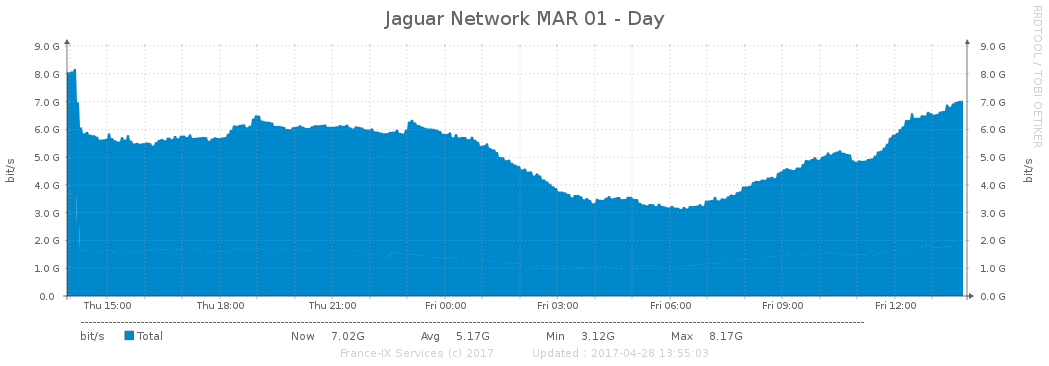 Jaguar Network MAR 01 - Day
RRDTOOL / TOBI OETIKER
bit/s
9.0 G
8.0 G
7.0 G
6.0 G
5.0 G
4.0 G
3.0 G
2.0 G
1.0 G
0.0
9.0 G
8.0 G
7.0 G
6.0 G
5.0 G
4.0 G
3.0 G
2.0 G
1.0 G
0.0 G
bit/s
Thu 15:00 Thu 18:00 Thu 21:00 Fri 00:00 Fri 03:00 Fri 06:00 Fri 09:00 Fri 12:00
bit/s Total Now 7.02G Avg 5.17G Min 3.12G Max 8.17G
France-IX Services (c) 2017 Updated : 2017-04-28 13:55:03